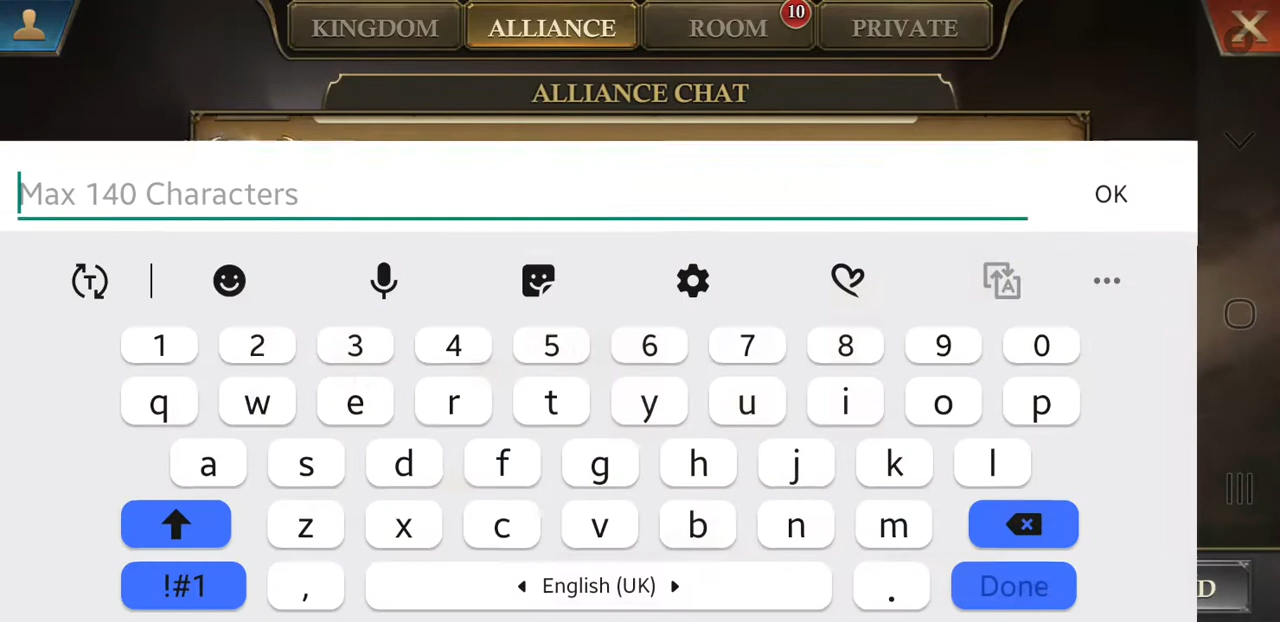 KINGDOM ALLIANCE ROOM 10 PRIVATE X
ALLIANCE CHAT
Max 140 Characters OK
T A
1 2 3 4 5 6 7 8 9 0
q w e r t y u i o p
a s d f g h j k l
z x c v b n m
!#1 , English (UK) . Done D